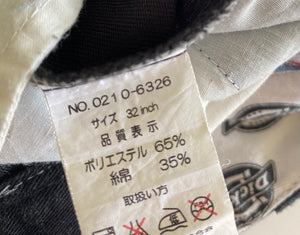 NO. 0210-6326
サイズ 32 inch
品質表示
ポリエステル 65%
綿 35%
取扱い方
Dick